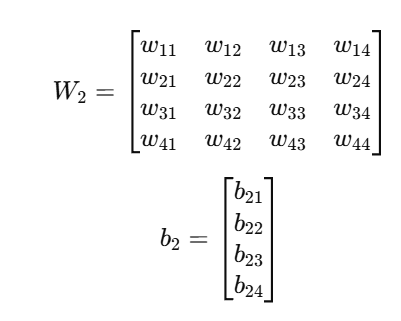 W₂ = [w₁₁ w₁₂ w₁₃ w₁₄
w₂₁ w₂₂ w₂₃ w₂₄
w₃₁ w₃₂ w₃₃ w₃₄
w₄₁ w₄₂ w₄₃ w₄₄]
b₂ = [b₂₁
b₂₂
b₂₃
b₂₄]